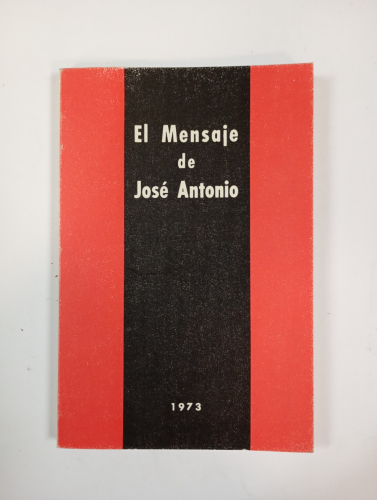 El Mensaje
de
José Antonio
1973